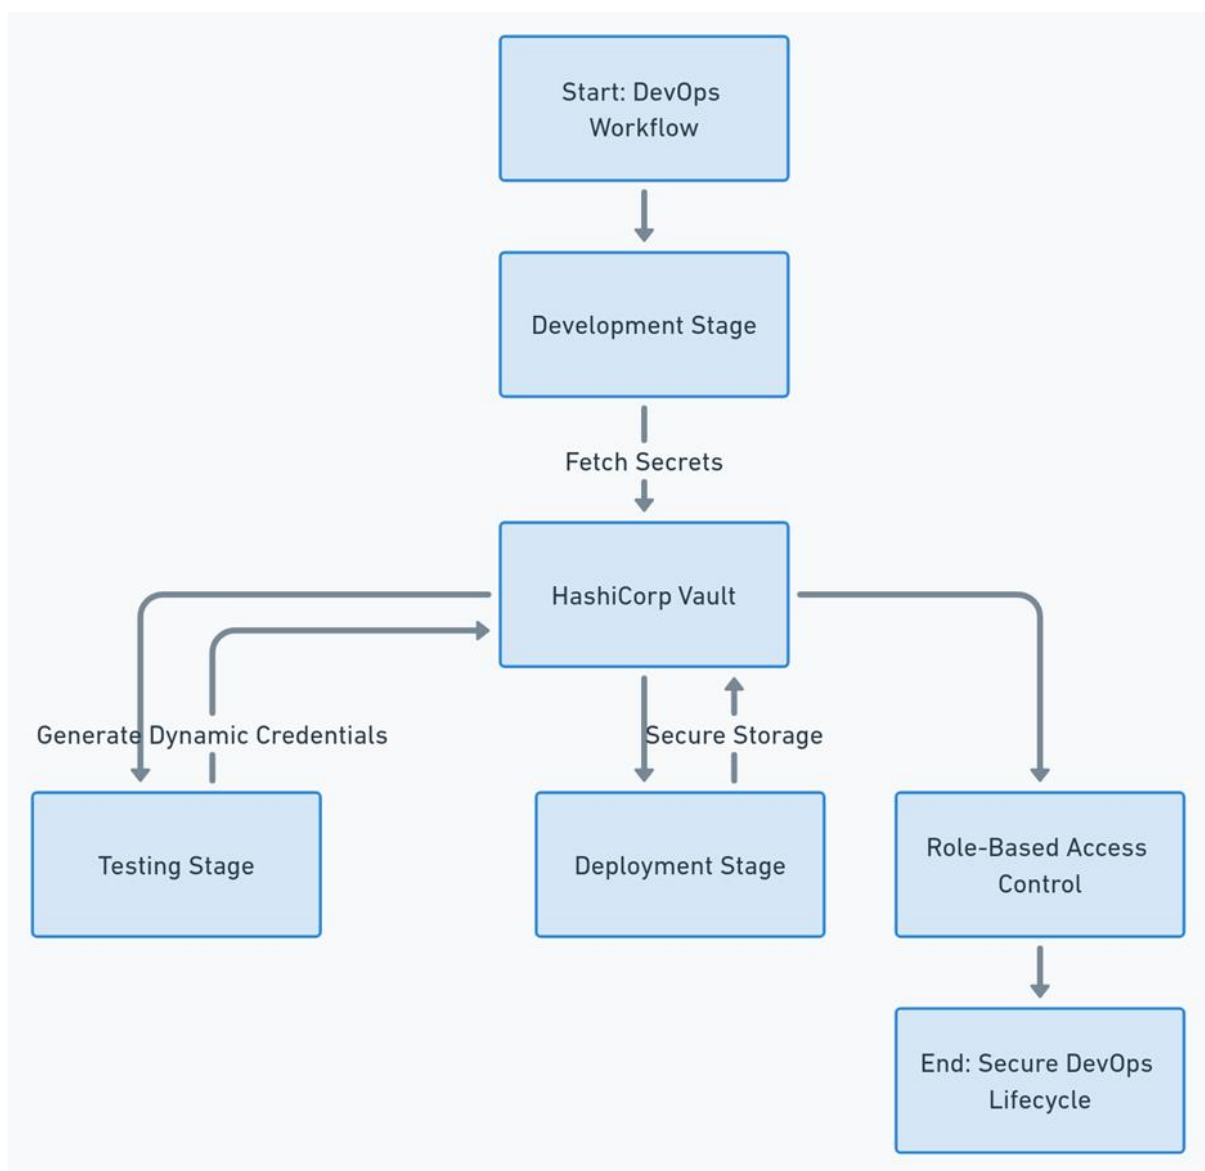 Start: DevOps
Workflow
Development Stage
Fetch Secrets
HashiCorp Vault
Generate Dynamic Credentials
Secure Storage
Testing Stage
Deployment Stage
Role-Based Access
Control
End: Secure DevOps
Lifecycle